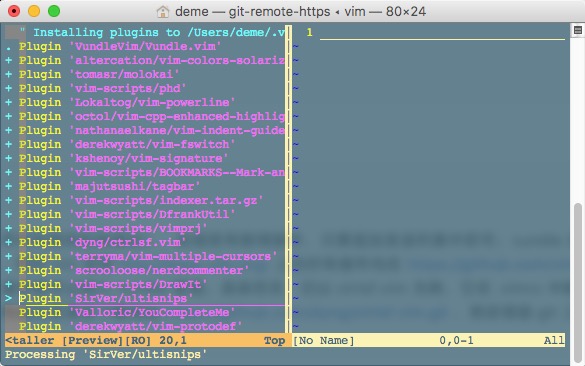 deme — git-remote-https ◂ vim — 80×24
" Installing plugins to /Users/deme/.v
1
. Plugin 'VundleVim/Vundle.vim'
~
+ Plugin 'altercation/vim-colors-solariz
~
+ Plugin 'tomasr/molokai'
~
+ Plugin 'vim-scripts/phd'
~
+ Plugin 'Lokaltog/vim-powerline'
~
+ Plugin 'octol/vim-cpp-enhanced-highlig
~
+ Plugin 'nathanaelkane/vim-indent-guide
~
+ Plugin 'derekwyatt/vim-fswitch'
~
+ Plugin 'kshenoy/vim-signature'
~
+ Plugin 'vim-scripts/BOOKMARKS--Mark-an
~
+ Plugin 'majutsushi/tagbar'
~
+ Plugin 'vim-scripts/indexer.tar.gz'
~
+ Plugin 'vim-scripts/DfrankUtil'
~
+ Plugin 'vim-scripts/vimprj'
~
+ Plugin 'dyng/ctrlsf.vim'
~
+ Plugin 'terryma/vim-multiple-cursors'
~
+ Plugin 'scrooloose/nerdcommenter'
~
+ Plugin 'vim-scripts/DrawIt'
~
> Plugin 'SirVer/ultisnips'
~
Plugin 'Valloric/YouCompleteMe'
~
Plugin 'derekwyatt/vim-protodef'
~
<taller [Preview][RO] 20,1 Top
[No Name] 0,0-1 All
Processing 'SirVer/ultisnips'